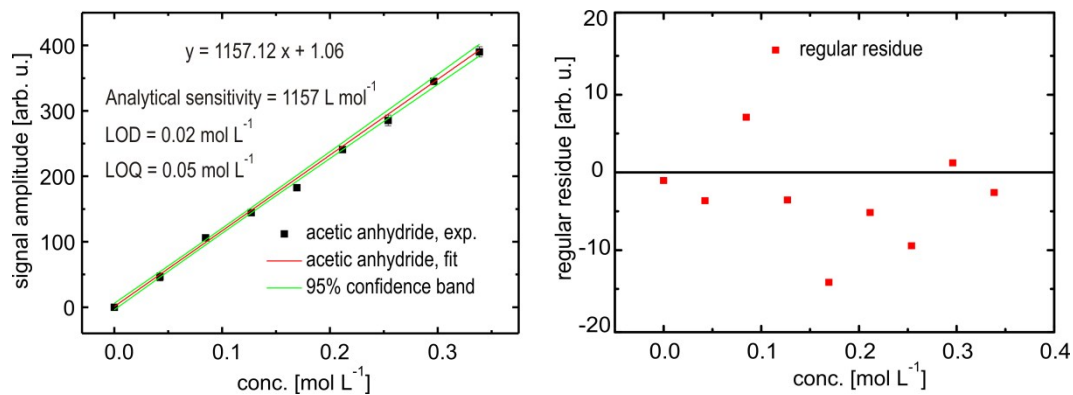 y = 1157.12 x + 1.06
Analytical sensitivity = 1157 L mol⁻¹
LOD = 0.02 mol L⁻¹
LOQ = 0.05 mol L⁻¹
acetic anhydride, exp.
acetic anhydride, fit
95% confidence band
signal amplitude [arb. u.]
400
300
200
100
0
0.0 0.1 0.2 0.3
conc. [mol L⁻¹]
regular residue
regular residue [arb. u.]
20
10
0
-10
-20
0.0 0.1 0.2 0.3 0.4
conc. [mol L⁻¹]